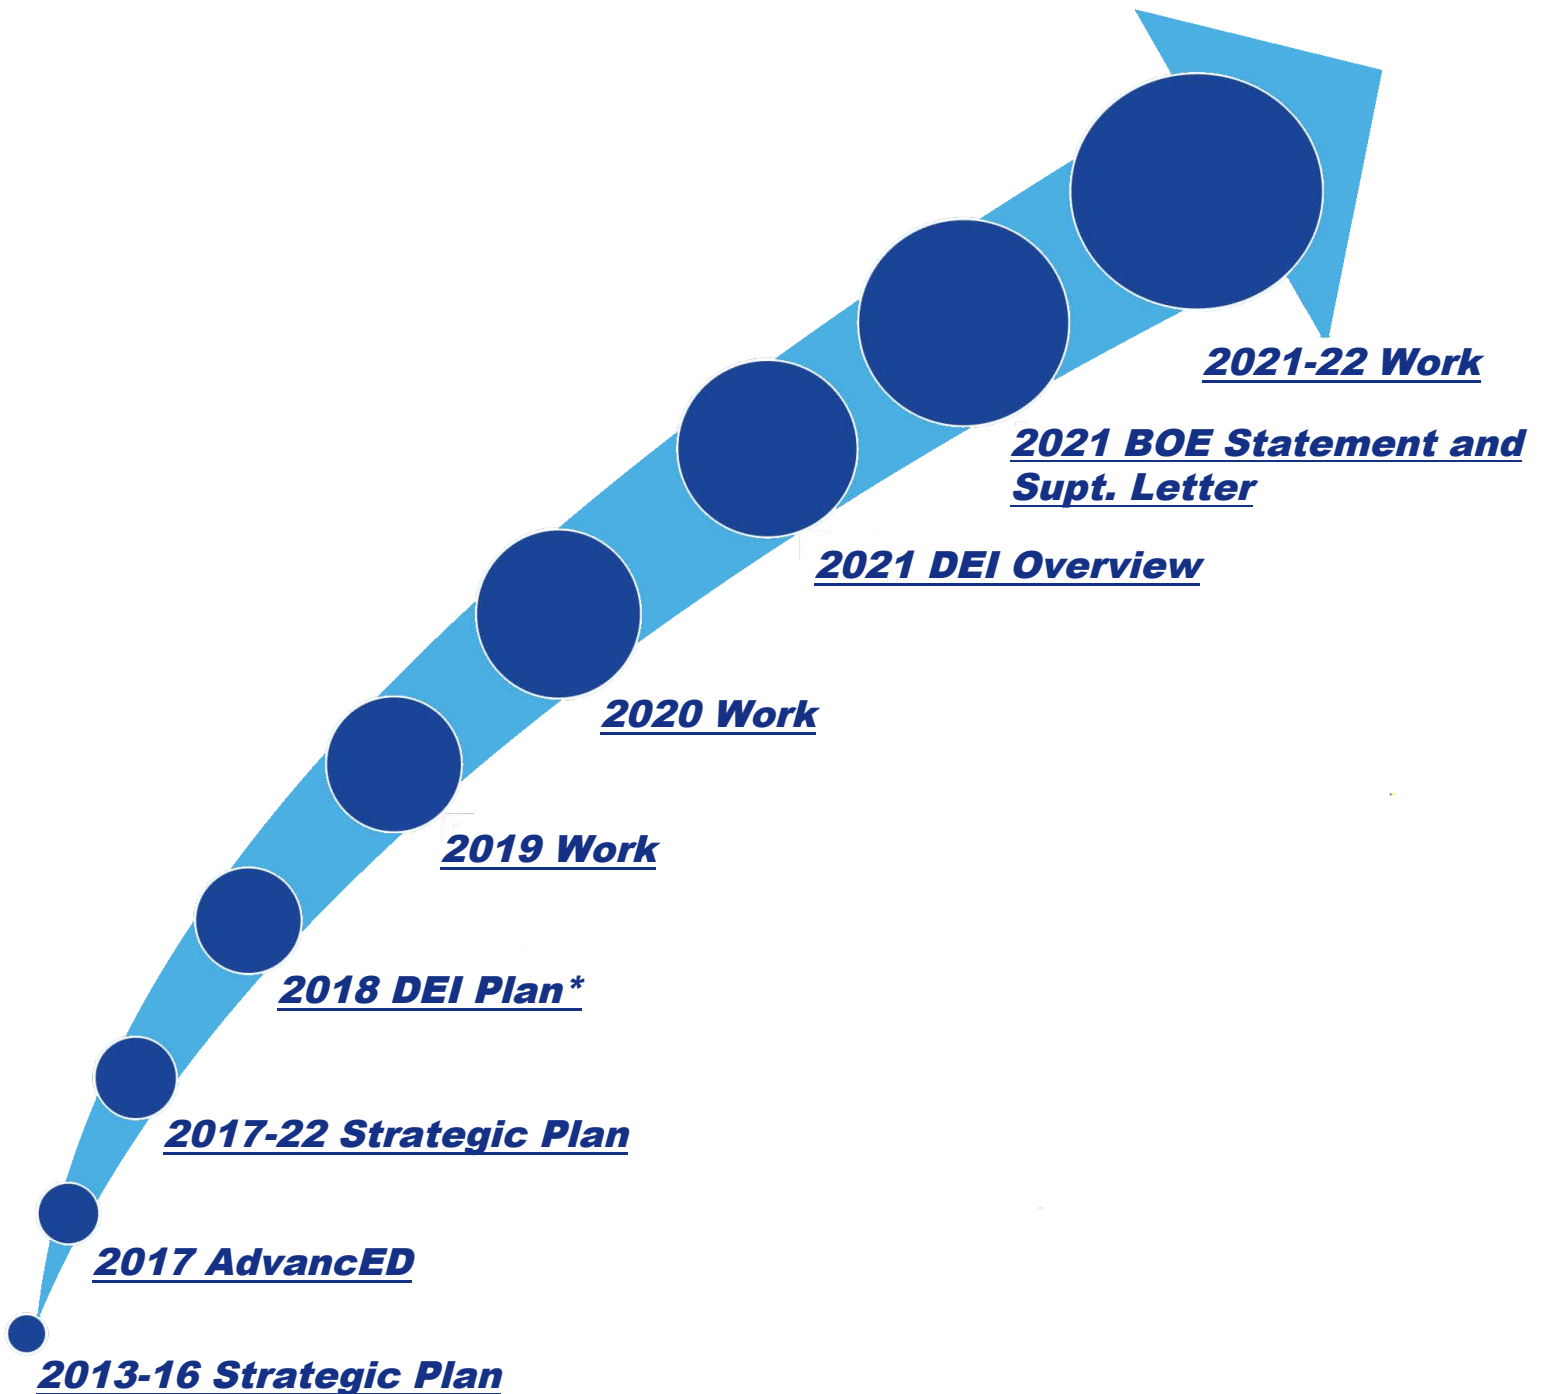 2021-22 Work
2021 BOE Statement and
Supt. Letter
2021 DEI Overview
2020 Work
2019 Work
2018 DEI Plan*
2017-22 Strategic Plan
2017 AdvancED
2013-16 Strategic Plan